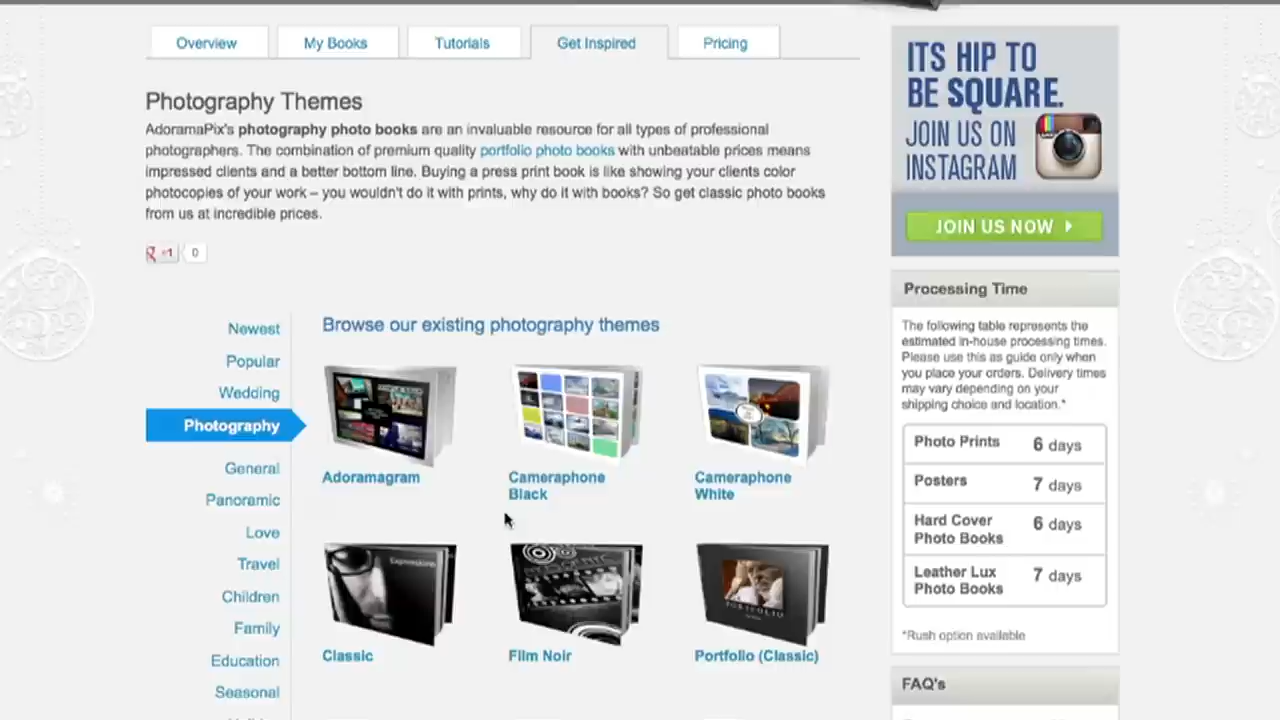 Overview
My Books
Tutorials
Get Inspired
Pricing
Photography Themes
AdoramaPix's photography photo books are an invaluable resource for all types of professional
photographers. The combination of premium quality portfolio photo books with unbeatable prices means
impressed clients and a better bottom line. Buying a press print book is like showing your clients color
photocopies of your work – you wouldn't do it with prints, why do it with books? So get classic photo books
from us at incredible prices.
+1
0
Newest
Popular
Wedding
Photography
General
Panoramic
Love
Travel
Children
Family
Education
Seasonal
Browse our existing photography themes
Adoramagram
Cameraphone
Black
Cameraphone
White
Expressions
PORTFOLIO
Classic
Film Noir
Portfolio (Classic)
ITS HIP TO
BE SQUARE.
JOIN US ON
INSTAGRAM
JOIN US NOW
Processing Time
The following table represents the
estimated in-house processing times.
Please use this as guide only when
you place your orders. Delivery times
may vary depending on your
shipping choice and location.*
Photo Prints 6 days
Posters 7 days
Hard Cover
Photo Books 6 days
Leather Lux
Photo Books 7 days
*Rush option available
FAQ's